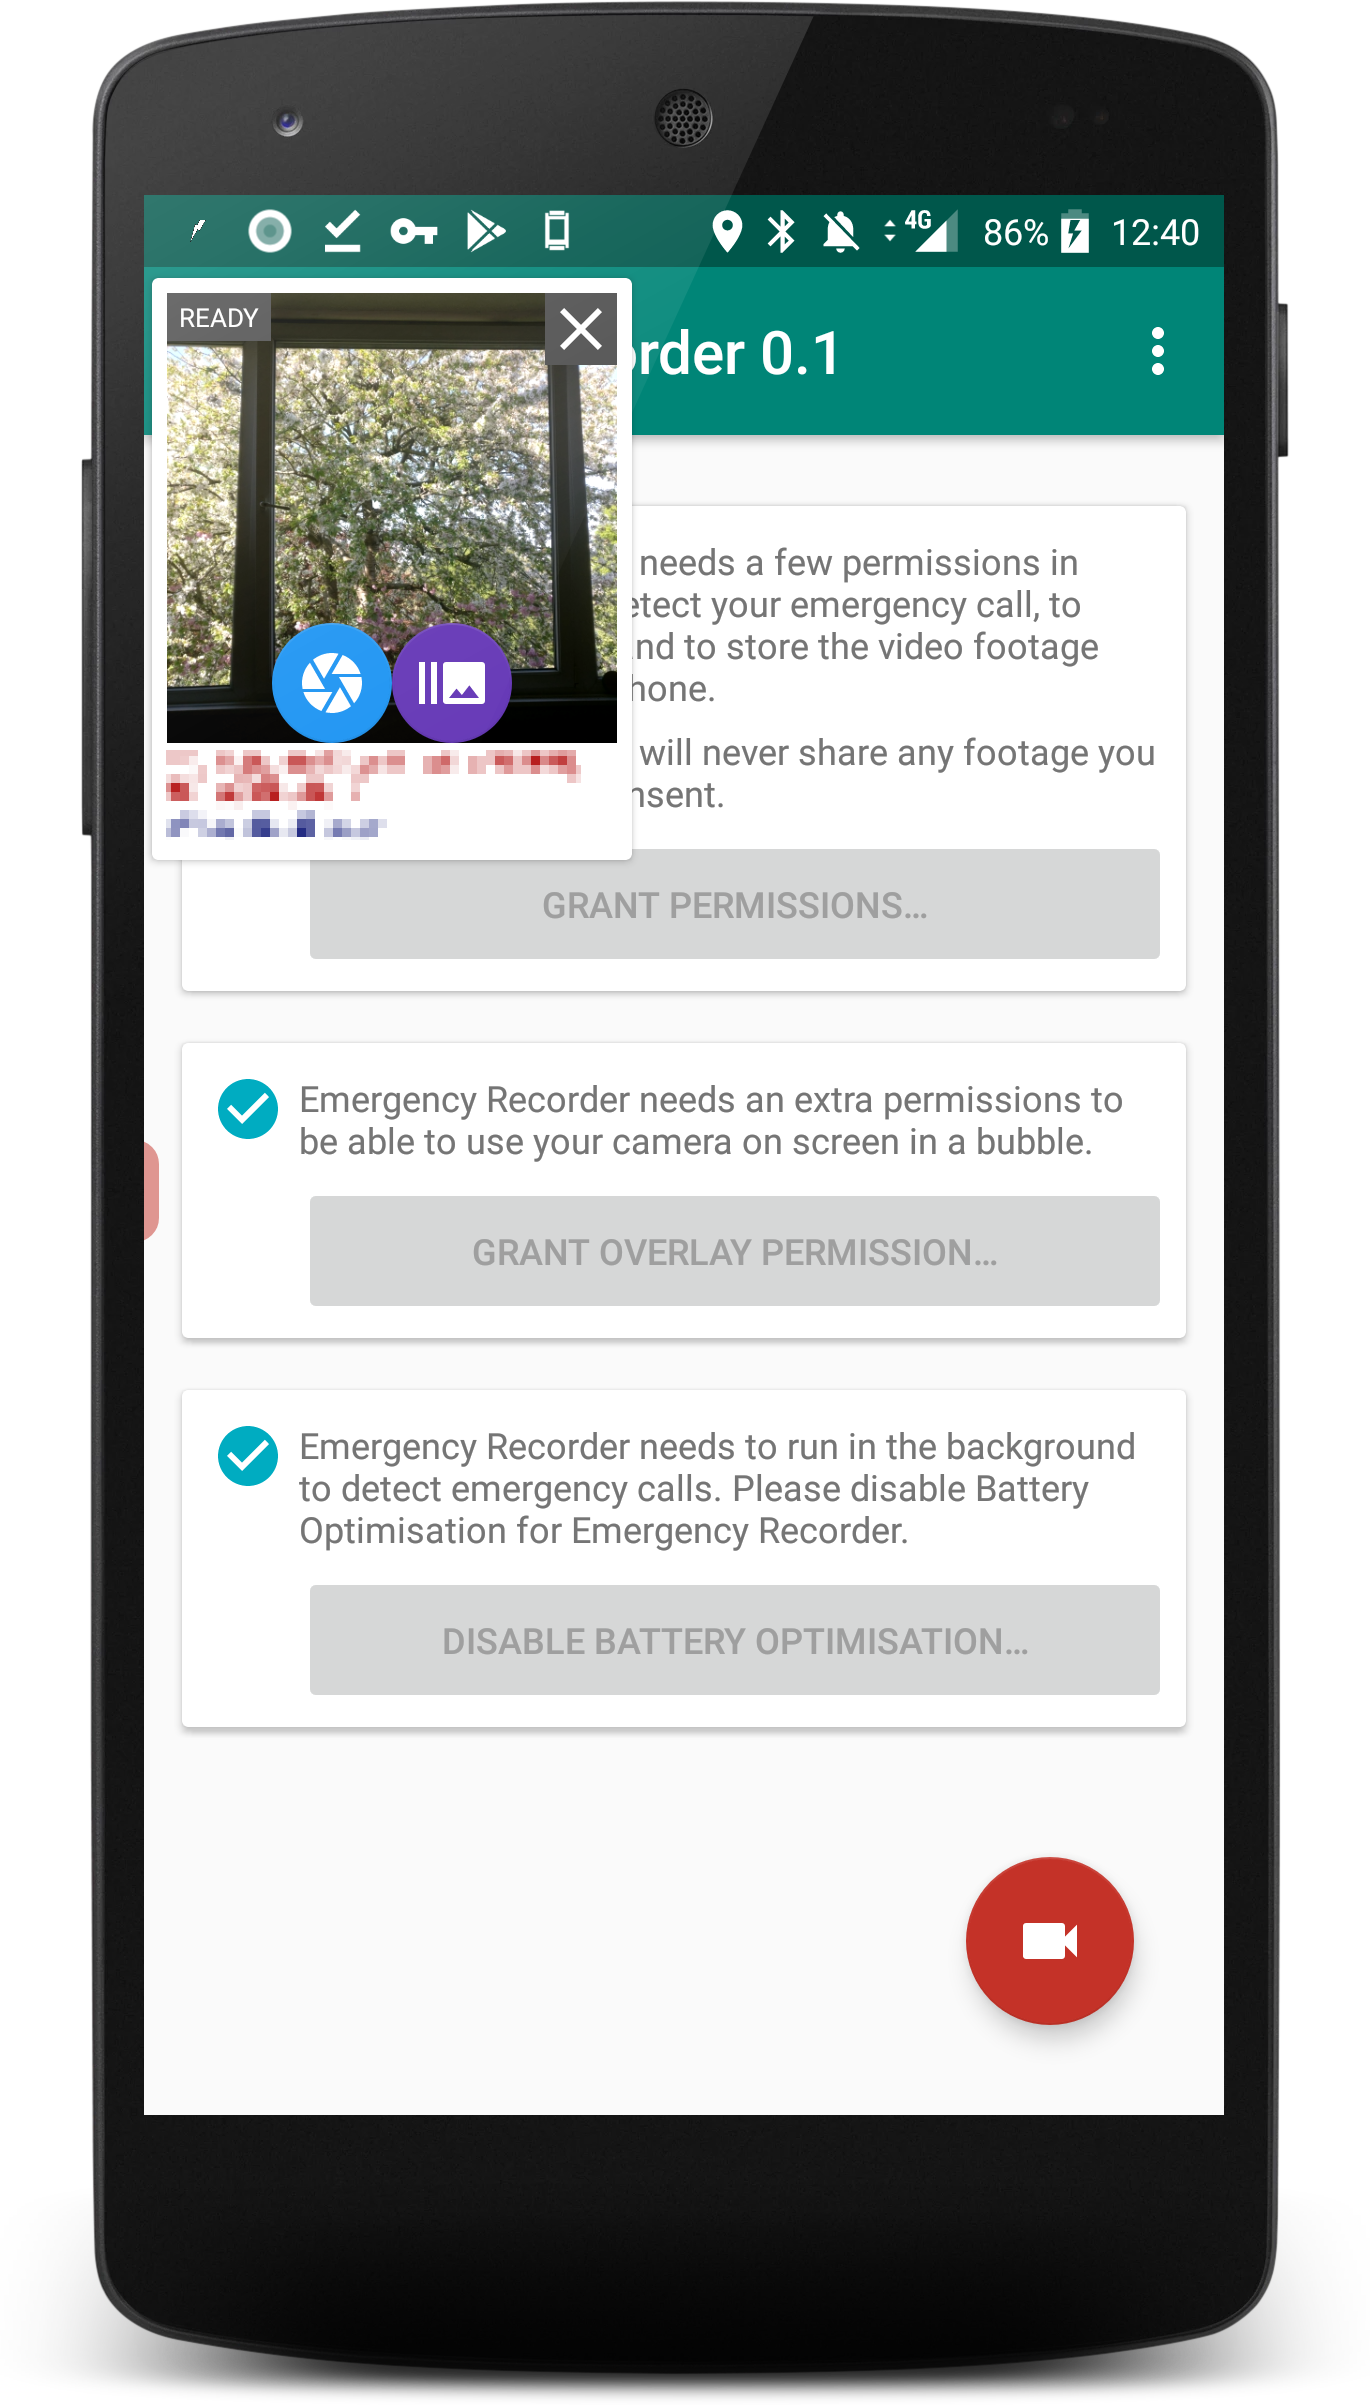 4G 86% 12:40
READY
order 0.1
needs a few permissions in
etect your emergency call, to
nd to store the video footage
hone.
will never share any footage you
nsent.
GRANT PERMISSIONS…
Emergency Recorder needs an extra permissions to
be able to use your camera on screen in a bubble.
GRANT OVERLAY PERMISSION…
Emergency Recorder needs to run in the background
to detect emergency calls. Please disable Battery
Optimisation for Emergency Recorder.
DISABLE BATTERY OPTIMISATION…